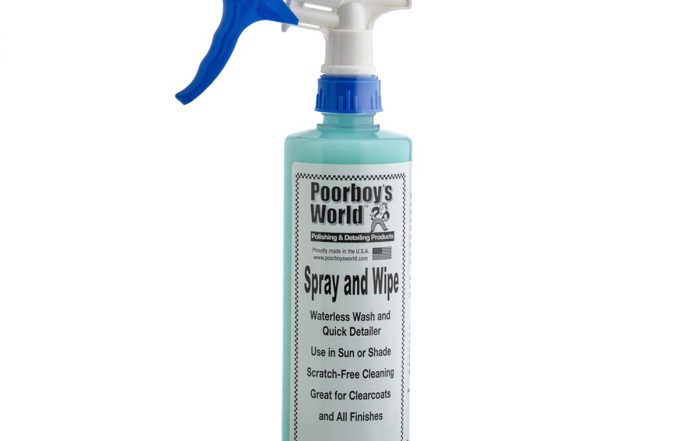 Poorboy's
World™
Polishing & Detailing Products
Proudly made in the U.S.A.
www.poorboysworld.com
Spray and Wipe
Waterless Wash and
Quick Detailer
Use in Sun or Shade
Scratch-Free Cleaning
Great for Clearcoats
and All Finishes